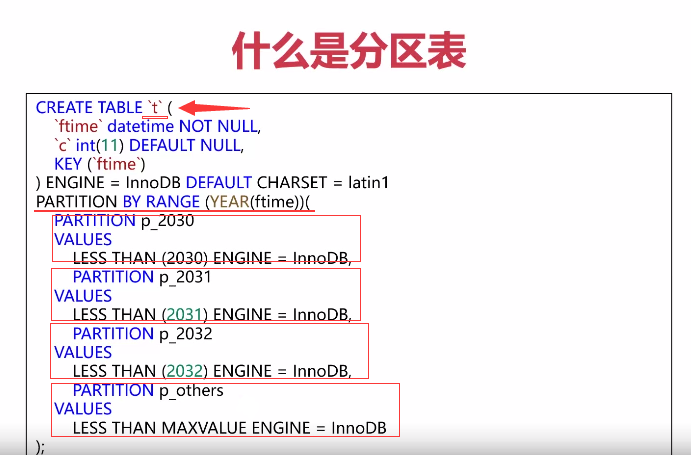 什么是分区表
CREATE TABLE `t` (
`ftime` datetime NOT NULL,
`c` int(11) DEFAULT NULL,
KEY (`ftime`)
) ENGINE = InnoDB DEFAULT CHARSET = latin1
PARTITION BY RANGE (YEAR(ftime))(
PARTITION p_2030
VALUES
LESS THAN (2030) ENGINE = InnoDB,
PARTITION p_2031
VALUES
LESS THAN (2031) ENGINE = InnoDB,
PARTITION p_2032
VALUES
LESS THAN (2032) ENGINE = InnoDB,
PARTITION p_others
VALUES
LESS THAN MAXVALUE ENGINE = InnoDB
);